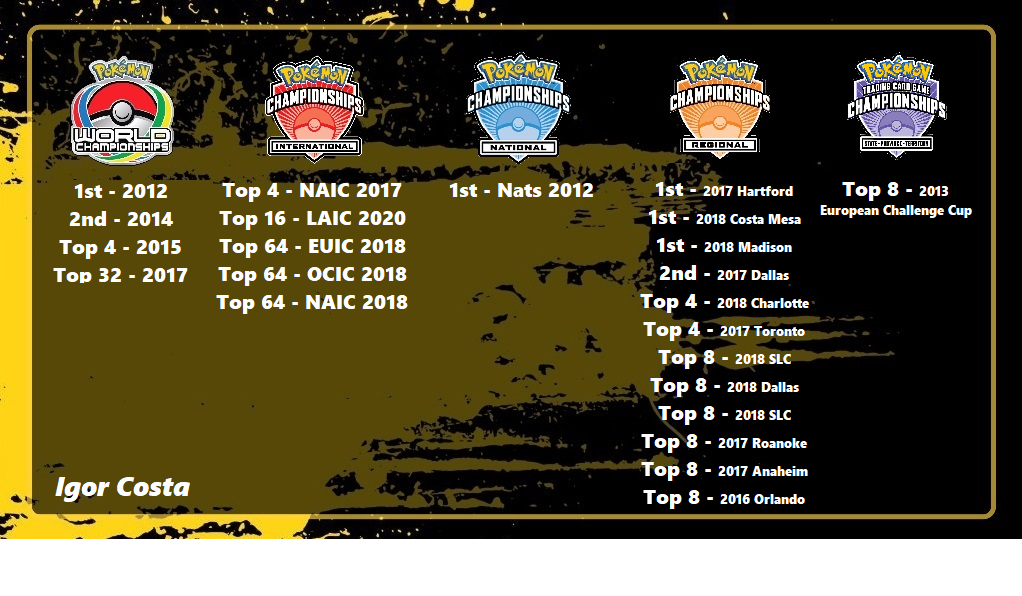 POKÉMON
WORLD
CHAMPIONSHIPS
1st - 2012
2nd - 2014
Top 4 - 2015
Top 32 - 2017
POKÉMON
CHAMPIONSHIPS
INTERNATIONAL
Top 4 - NAIC 2017
Top 16 - LAIC 2020
Top 64 - EUIC 2018
Top 64 - OCIC 2018
Top 64 - NAIC 2018
POKÉMON
CHAMPIONSHIPS
NATIONAL
1st - Nats 2012
POKÉMON
CHAMPIONSHIPS
REGIONAL
1st - 2017 Hartford
1st - 2018 Costa Mesa
1st - 2018 Madison
2nd - 2017 Dallas
Top 4 - 2018 Charlotte
Top 4 - 2017 Toronto
Top 8 - 2018 SLC
Top 8 - 2018 Dallas
Top 8 - 2018 SLC
Top 8 - 2017 Roanoke
Top 8 - 2017 Anaheim
Top 8 - 2016 Orlando
POKÉMON
TRADING CARD GAME
CHAMPIONSHIPS
STATE•PROVINCE•TERRITORY
Top 8 - 2013
European Challenge Cup
Igor Costa